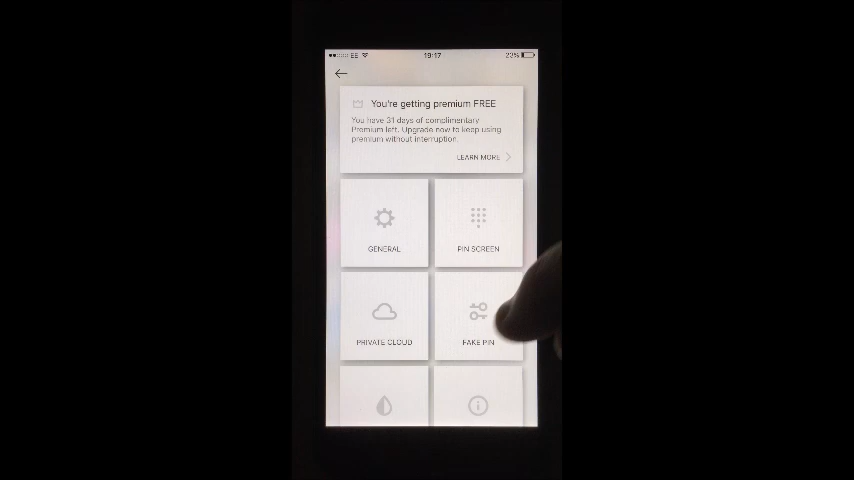 EE 19:17 23%
You're getting premium FREE
You have 31 days of complimentary
Premium left. Upgrade now to keep using
premium without interruption.
LEARN MORE
GENERAL
PIN SCREEN
PRIVATE CLOUD
FAKE PIN